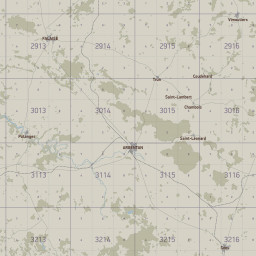 Vimoutiers
FALAISE
2913
2914
2915
2916
Trun
Coudehard
Saint-Lambert
Chambois
3013
3014
3015
3016
Putanges
Saint-Léonard
ARGENTAN
3113
3114
3115
3116
3213
3214
3215
3216
Sées